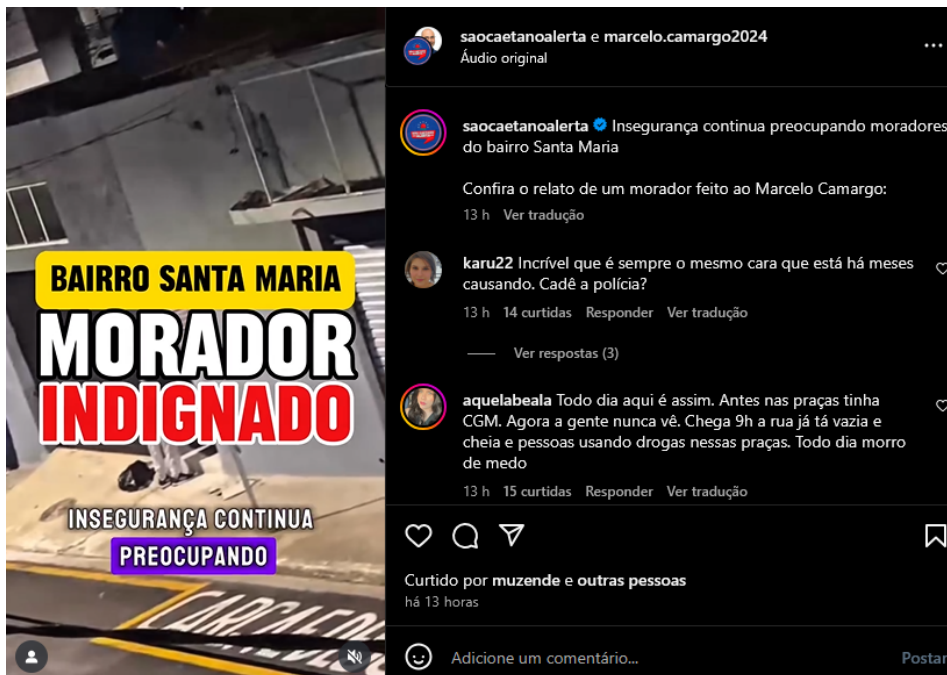 BAIRRO SANTA MARIA
MORADOR
INDIGNADO
INSEGURANÇA CONTINUA
PREOCUPANDO
saocaetanoalerta e marcelo.camargo2024
Áudio original
saocaetanoalerta Insegurança continua preocupando moradores
do bairro Santa Maria
Confira o relato de um morador feito ao Marcelo Camargo:
13 h Ver tradução
karu22 Incrível que é sempre o mesmo cara que está há meses
causando. Cadê a polícia?
13 h 14 curtidas Responder Ver tradução
Ver respostas (3)
aquelabeala Todo dia aqui é assim. Antes nas praças tinha
CGM. Agora a gente nunca vê. Chega 9h a rua já tá vazia e
cheia e pessoas usando drogas nessas praças. Todo dia morro
de medo
13 h 15 curtidas Responder Ver tradução
Curtido por muzende e outras pessoas
há 13 horas
Adicione um comentário...
Postar